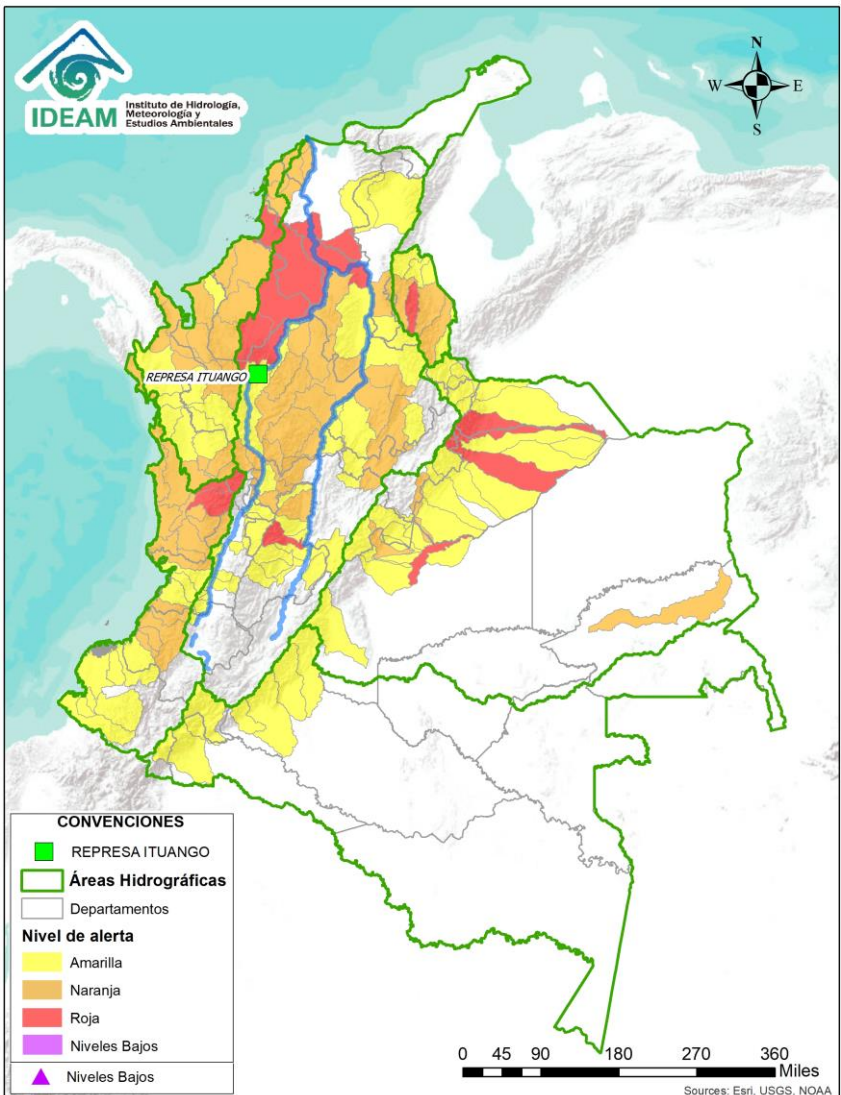 IDEAM
Instituto de Hidrología,
Meteorología y
Estudios Ambientales
N
W
E
S
REPRESA ITUANGO
CONVENCIONES
REPRESA ITUANGO
Áreas Hidrográficas
Departamentos
Nivel de alerta
Amarilla
Naranja
Roja
Niveles Bajos
Niveles Bajos
0 45 90 180 270 360
Miles
Sources: Esri, USGS, NOAA